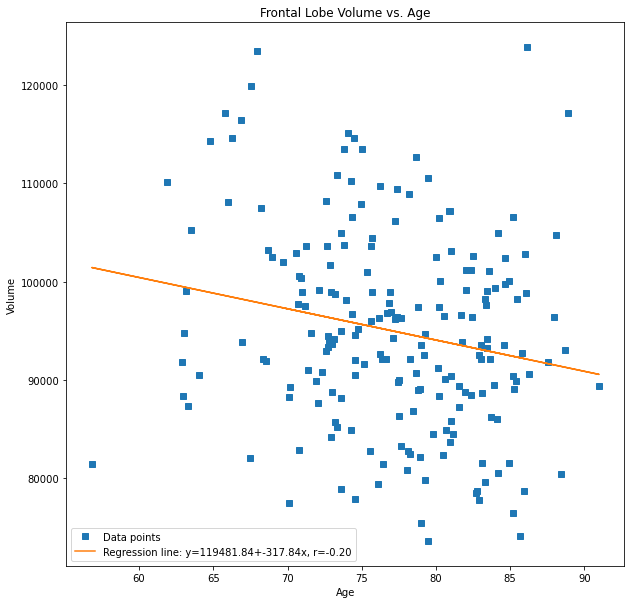 Frontal Lobe Volume vs. Age
120000
110000
100000
90000
80000
Volume
Data points
Regression line: y=119481.84+-317.84x, r=-0.20
60 65 70 75 80 85 90
Age